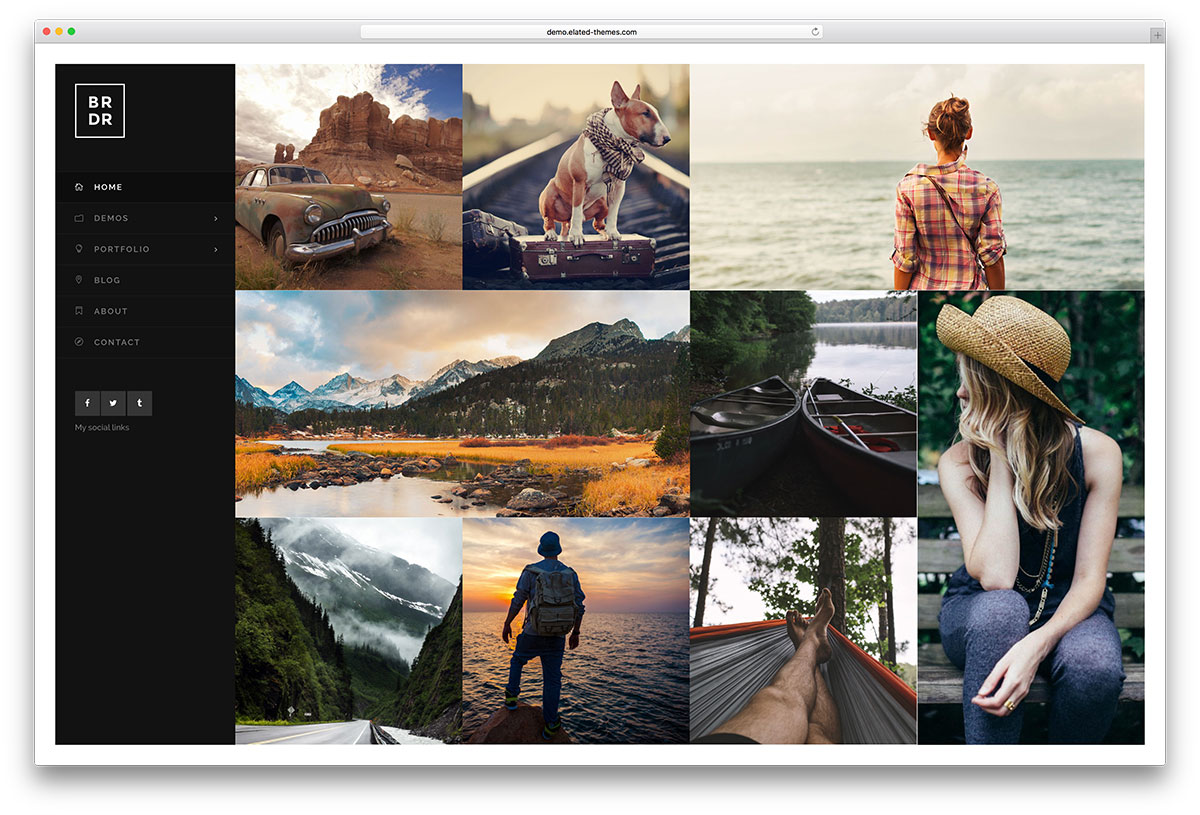 demo.elated-themes.com
BR
DR
HOME
DEMOS
PORTFOLIO
BLOG
ABOUT
CONTACT
f
t
My social links